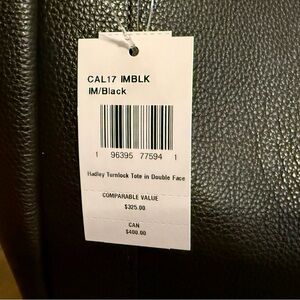 CAL17 IMBLK
IM/Black
1 96395 77594 1
Hadley Turnlock Tote in Double Face
COMPARABLE VALUE
$325.00
CAN
$400.00